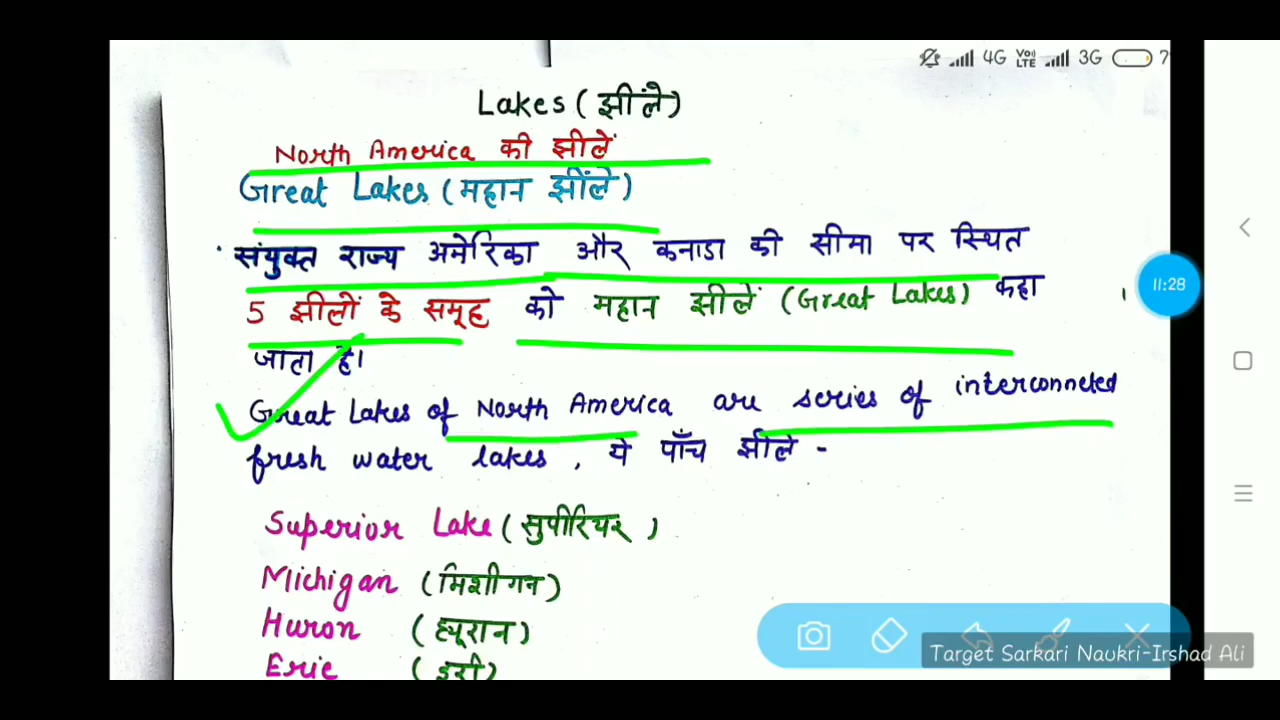 4G VoLTE 3G 7
Lakes (झींले)
North America की झीलें
Great Lakes (महान झींले)
संयुक्त राज्य अमेरिका और कनाडा की सीमा पर स्थित
5 झीलों के समूह को महान झीलें (Great Lakes) कहा
जाता है।
11:28
Great Lakes of North America are series of interconneted
fresh water lakes, ये पाँच झीले -
Superior Lake (सुपीरियर)
Michigan (मिशीगन)
Huron (ह्यूरान)
Erie (इरी)
Target Sarkari Naukri-Irshad Ali